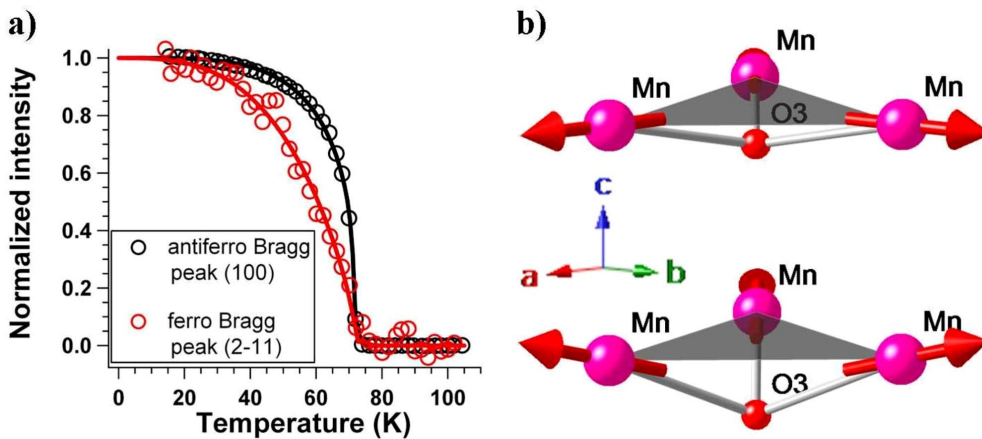 a)
Normalized intensity
1.0
0.8
0.6
0.4
0.2
0.0
antiferro Bragg
peak (100)
ferro Bragg
peak (2-11)
0 20 40 60 80 100
Temperature (K)
b)
Mn
Mn
Mn
O3
c
a b
Mn
Mn
Mn
O3